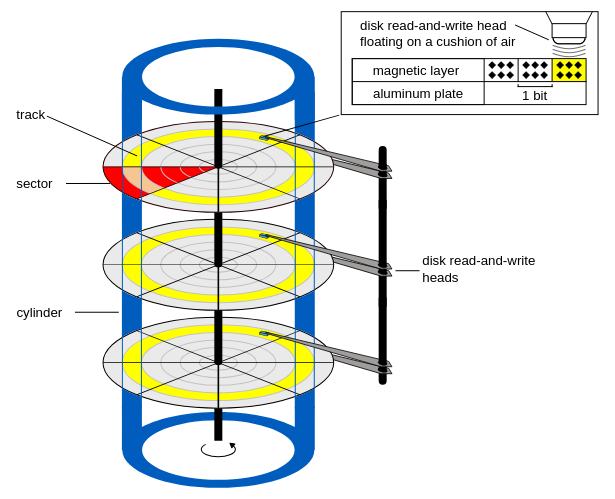 disk read-and-write head
floating on a cushion of air
magnetic layer
aluminum plate
1 bit
track
sector
disk read-and-write
heads
cylinder